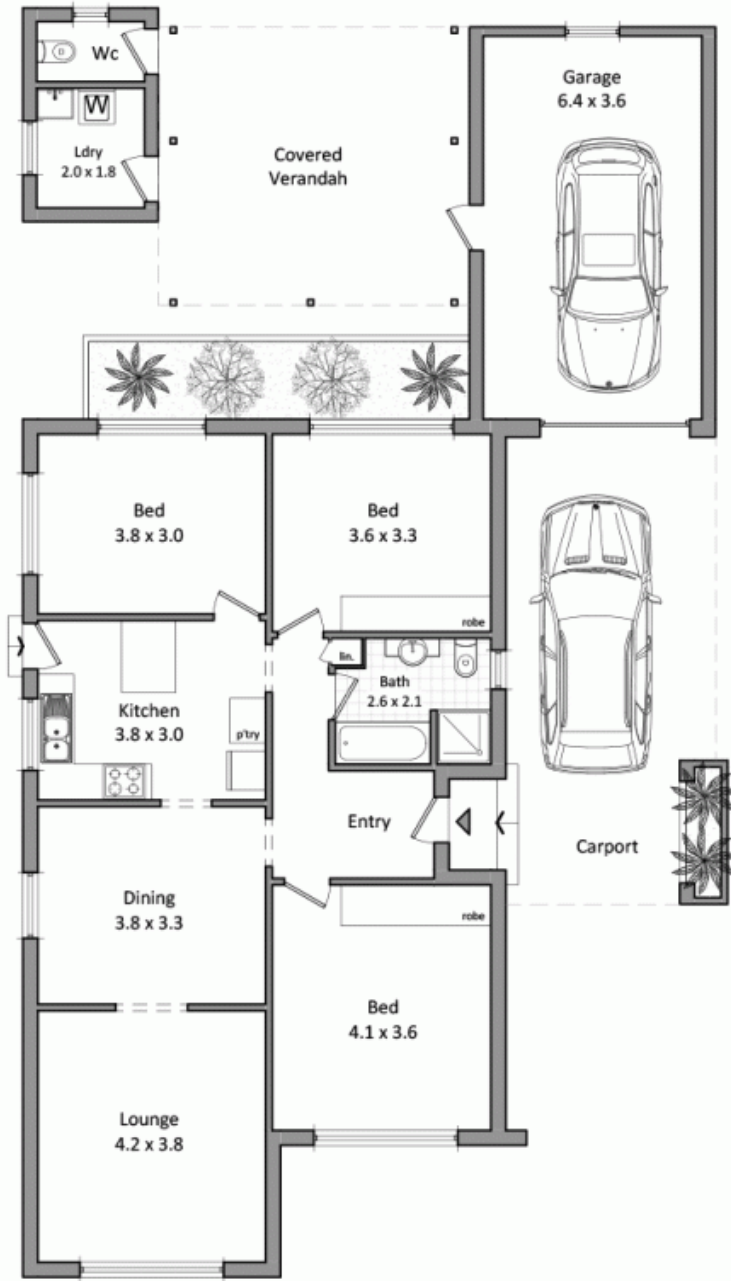 Wc
W
Ldry
2.0 x 1.8
Covered
Verandah
Garage
6.4 x 3.6
Bed
3.8 x 3.0
Bed
3.6 x 3.3
robe
lin.
Bath
2.6 x 2.1
Kitchen
3.8 x 3.0
p'try
Entry
Carport
Dining
3.8 x 3.3
robe
Bed
4.1 x 3.6
Lounge
4.2 x 3.8